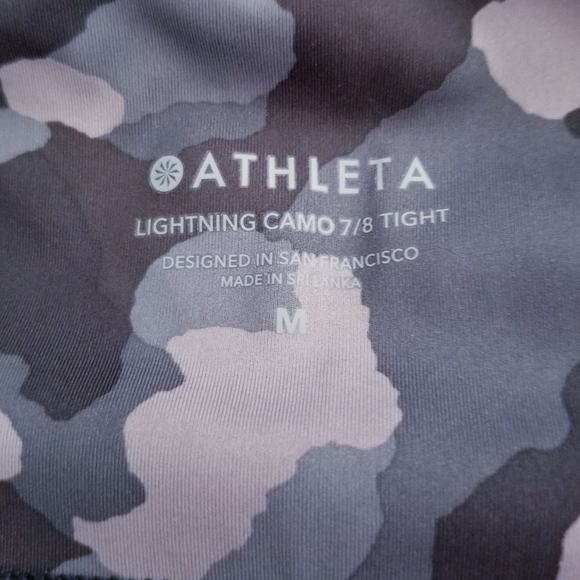 ATHLETA
LIGHTNING CAMO 7/8 TIGHT
DESIGNED IN SAN FRANCISCO
MADE IN SRI LANKA
M